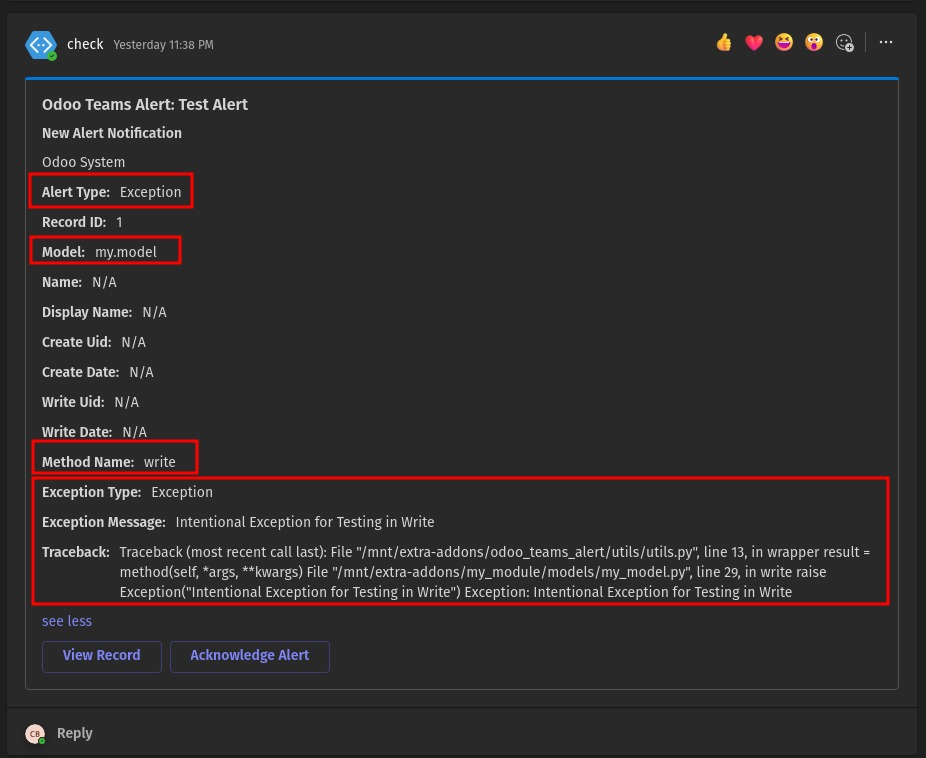 check Yesterday 11:38 PM
Odoo Teams Alert: Test Alert
New Alert Notification
Odoo System
Alert Type: Exception
Record ID: 1
Model: my.model
Name: N/A
Display Name: N/A
Create Uid: N/A
Create Date: N/A
Write Uid: N/A
Write Date: N/A
Method Name: write
Exception Type: Exception
Exception Message: Intentional Exception for Testing in Write
Traceback: Traceback (most recent call last): File "/mnt/extra-addons/odoo_teams_alert/utils/utils.py", line 13, in wrapper result =
method(self, *args, **kwargs) File "/mnt/extra-addons/my_module/models/my_model.py", line 29, in write raise
Exception("Intentional Exception for Testing in Write") Exception: Intentional Exception for Testing in Write
see less
View Record Acknowledge Alert
CB Reply